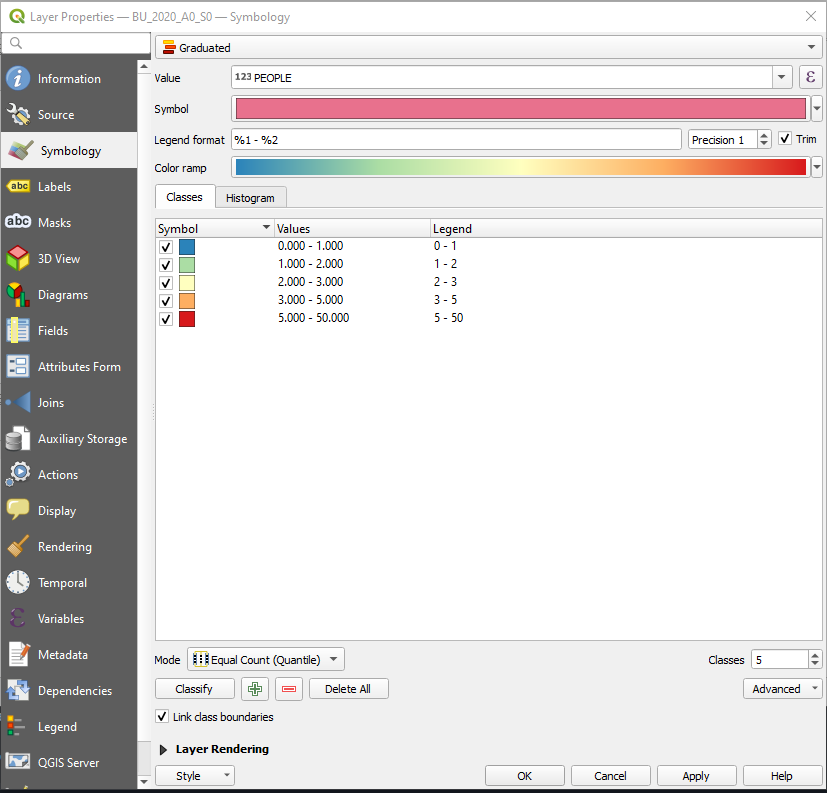 Layer Properties — BU_2020_A0_S0 — Symbology
Information
Source
Symbology
Labels
Masks
3D View
Diagrams
Fields
Attributes Form
Joins
Auxiliary Storage
Actions
Display
Rendering
Temporal
Variables
Metadata
Dependencies
Legend
QGIS Server
Graduated
Value 123 PEOPLE ε
Symbol
Legend format %1 - %2 Precision 1 Trim
Color ramp
Classes Histogram
Symbol Values Legend
0.000 - 1.000 0 - 1
1.000 - 2.000 1 - 2
2.000 - 3.000 2 - 3
3.000 - 5.000 3 - 5
5.000 - 50.000 5 - 50
Mode Equal Count (Quantile) Classes 5
Classify Delete All Advanced
Link class boundaries
Layer Rendering
Style OK Cancel Apply Help